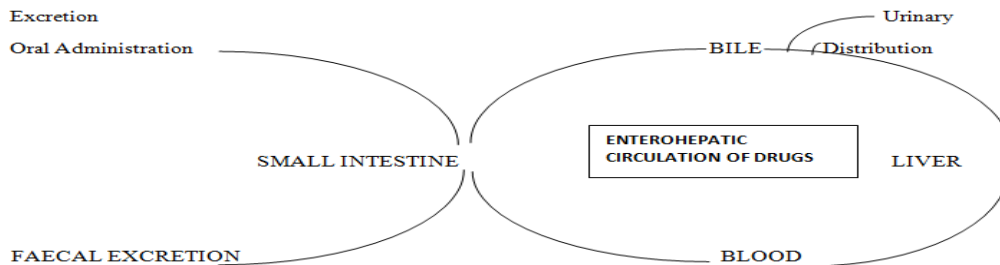 Excretion
Urinary
Oral Administration
BILE
Distribution
ENTEROHEPATIC
CIRCULATION OF DRUGS
SMALL INTESTINE
LIVER
FAECAL EXCRETION
BLOOD